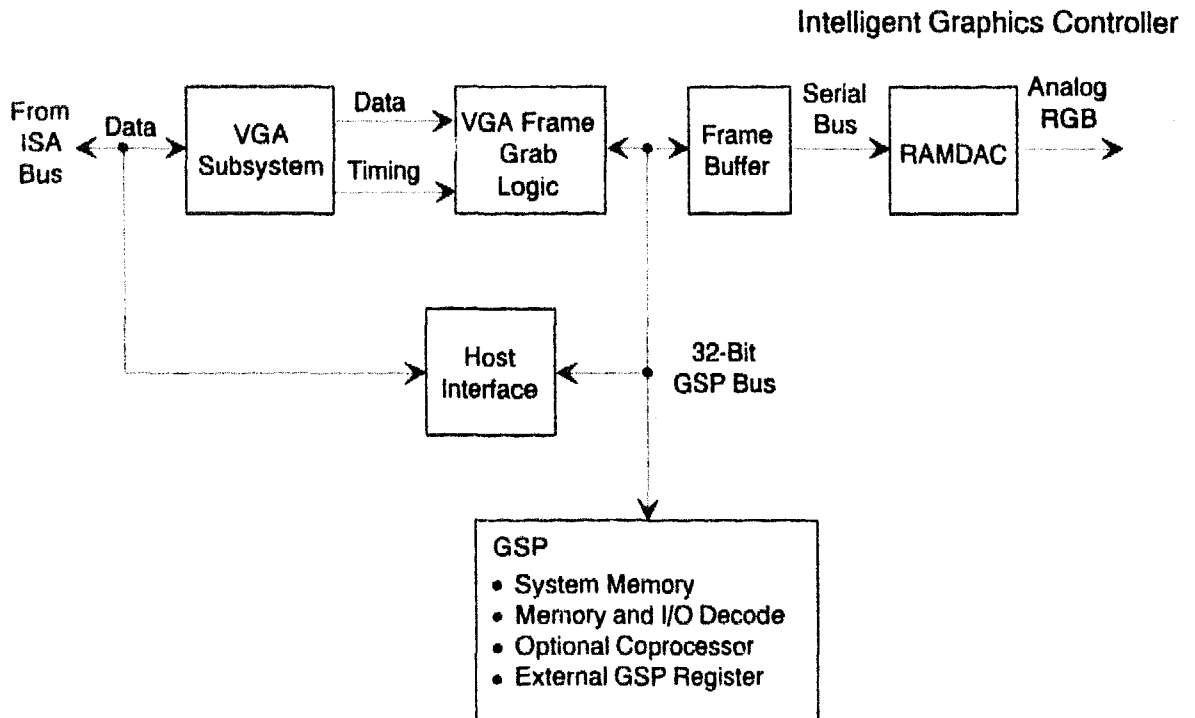 Intelligent Graphics Controller
From
ISA
Bus
Data
VGA
Subsystem
Data
Timing
VGA Frame
Grab
Logic
Frame
Buffer
Serial
Bus
RAMDAC
Analog
RGB
Host
Interface
32-Bit
GSP Bus
GSP
• System Memory
• Memory and I/O Decode
• Optional Coprocessor
• External GSP Register